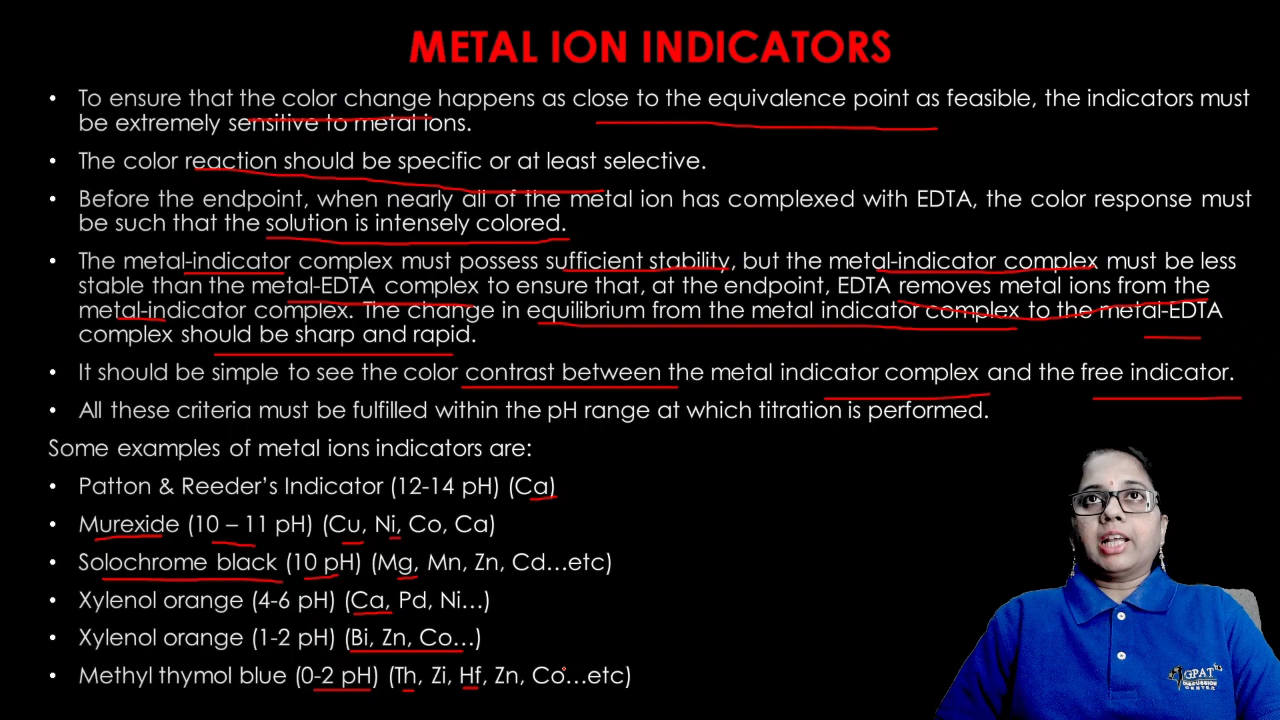 METAL ION INDICATORS
• To ensure that the color change happens as close to the equivalence point as feasible, the indicators must
be extremely sensitive to metal ions.
• The color reaction should be specific or at least selective.
• Before the endpoint, when nearly all of the metal ion has complexed with EDTA, the color response must
be such that the solution is intensely colored.
• The metal-indicator complex must possess sufficient stability, but the metal-indicator complex must be less
stable than the metal-EDTA complex to ensure that, at the endpoint, EDTA removes metal ions from the
metal-indicator complex. The change in equilibrium from the metal indicator complex to the metal-EDTA
complex should be sharp and rapid.
• It should be simple to see the color contrast between the metal indicator complex and the free indicator.
• All these criteria must be fulfilled within the pH range at which titration is performed.
Some examples of metal ions indicators are:
• Patton & Reeder's Indicator (12-14 pH) (Ca)
• Murexide (10 – 11 pH) (Cu, Ni, Co, Ca)
• Solochrome black (10 pH) (Mg, Mn, Zn, Cd...etc)
• Xylenol orange (4-6 pH) (Ca, Pd, Ni...)
• Xylenol orange (1-2 pH) (Bi, Zn, Co...)
• Methyl thymol blue (0-2 pH) (Th, Zi, Hf, Zn, Co...etc)
GPAT
DISCUSSION
CENTER